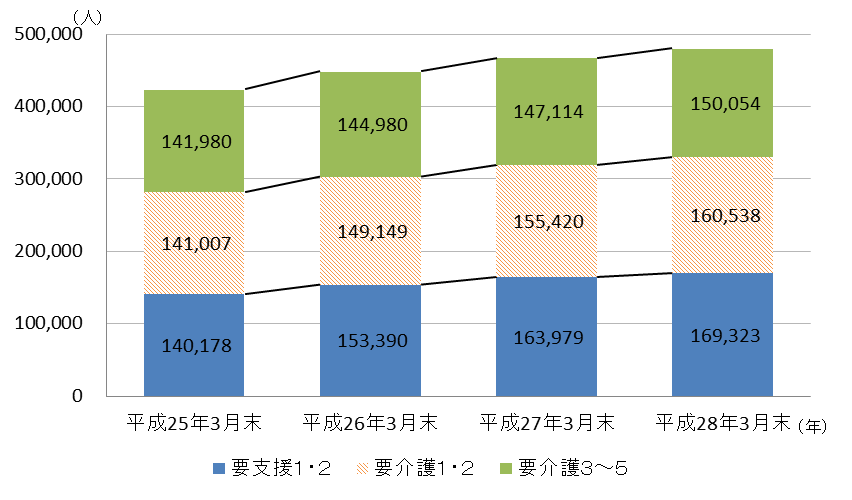 (人)
500,000
400,000
300,000
200,000
100,000
0
141,980 144,980 147,114 150,054
141,007 149,149 155,420 160,538
140,178 153,390 163,979 169,323
平成25年3月末 平成26年3月末 平成27年3月末 平成28年3月末 (年)
要支援1・2 要介護1・2 要介護3～5